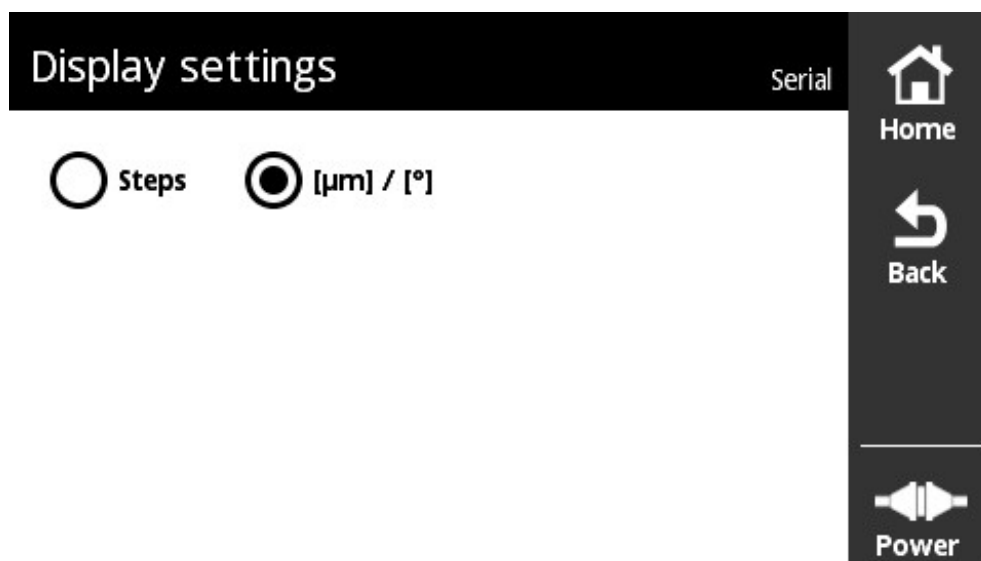 Display settings
Serial
Steps
[µm] / [°]
Home
Back
Power